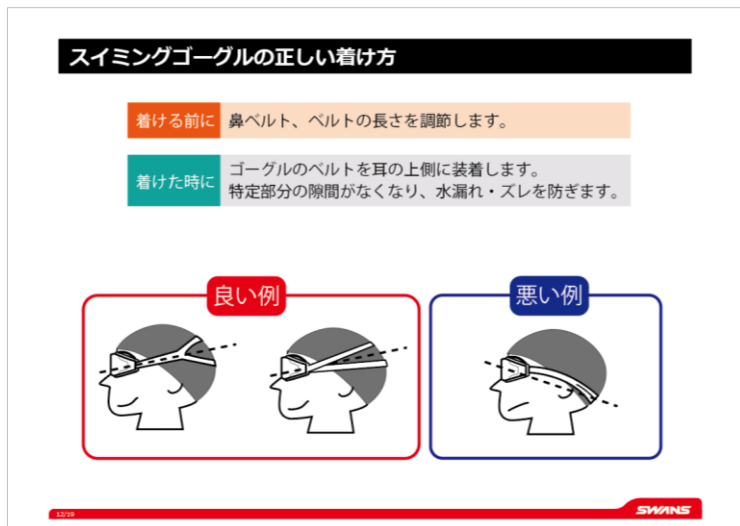 スイミングゴーグルの正しい着け方
着ける前に
鼻ベルト、ベルトの長さを調節します。
着けた時に
ゴーグルのベルトを耳の上側に装着します。
特定部分の隙間がなくなり、水漏れ・ズレを防ぎます。
良い例
悪い例
12/19
SWANS